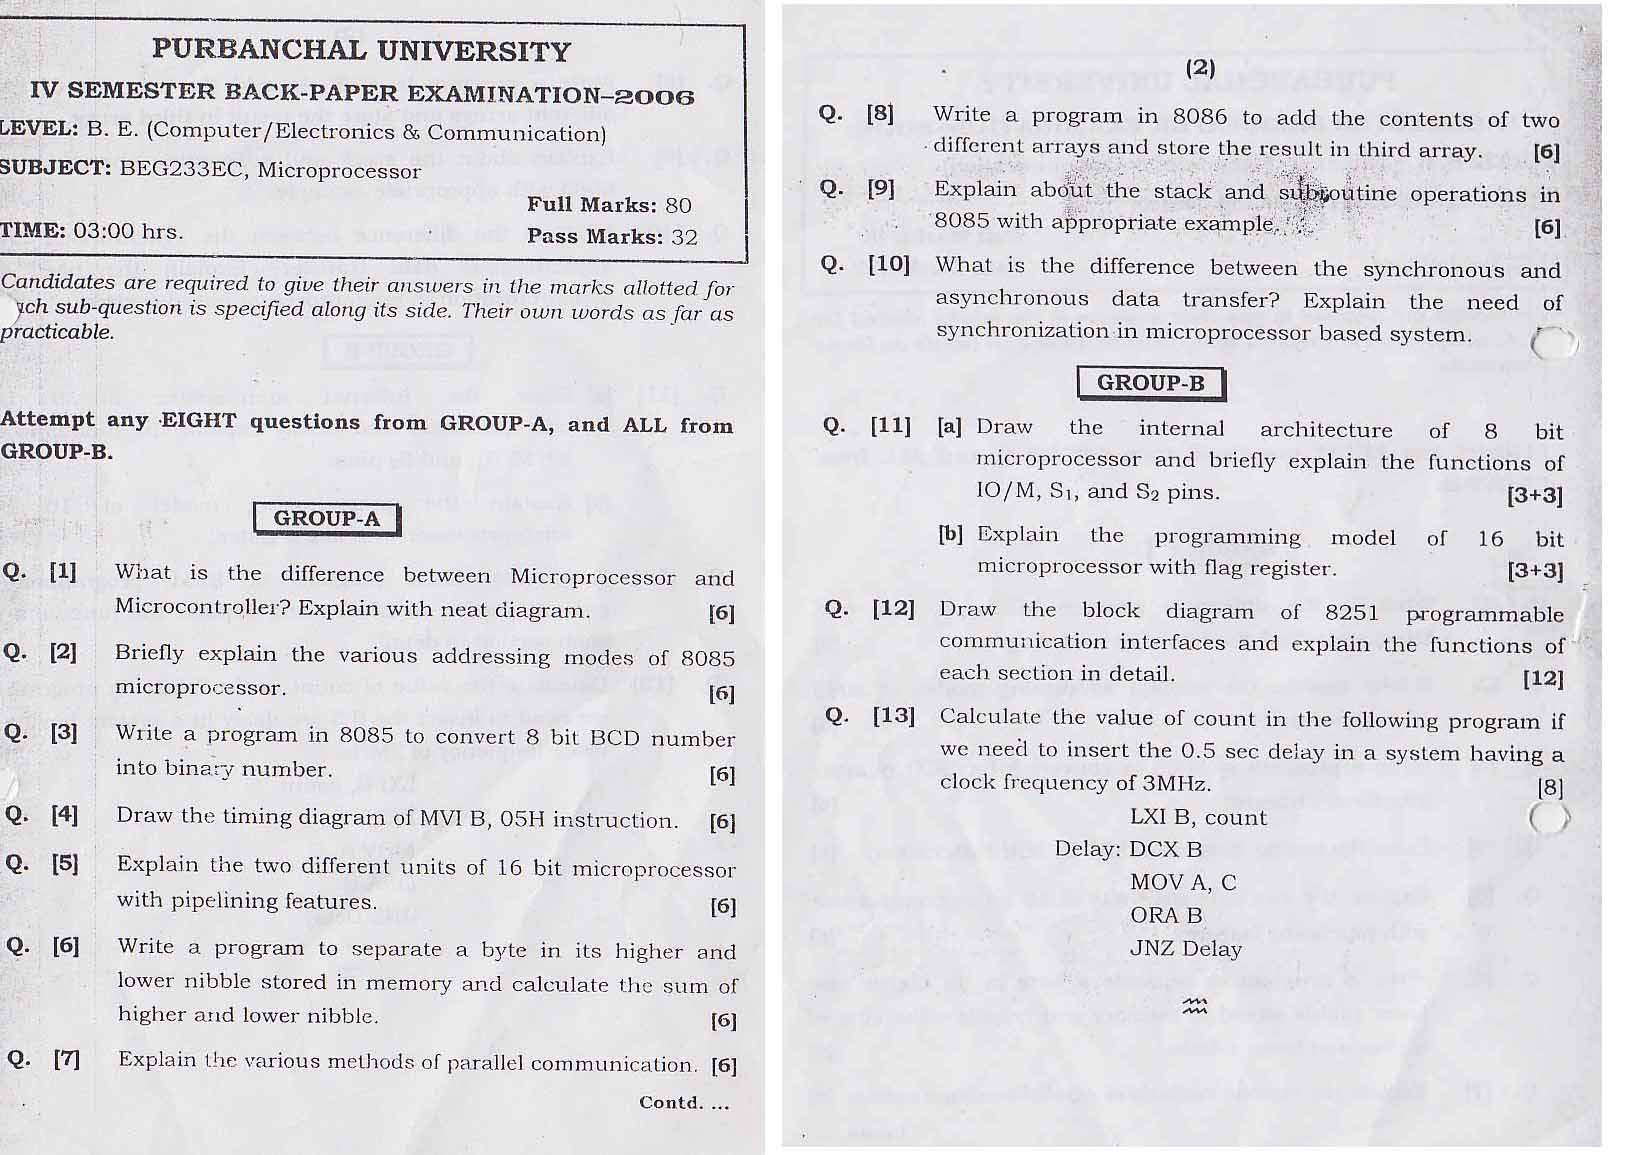 PURBANCHAL UNIVERSITY
IV SEMESTER BACK-PAPER EXAMINATION–2006
LEVEL: B. E. (Computer/Electronics & Communication)
SUBJECT: BEG233EC, Microprocessor
Full Marks: 80
TIME: 03:00 hrs.
Pass Marks: 32
Candidates are required to give their answers in the marks allotted for
ach sub-question is specified along its side. Their own words as far as
practicable.
Attempt any EIGHT questions from GROUP-A, and ALL from
GROUP-B.
GROUP-A
Q. [1] What is the difference between Microprocessor and
Microcontroller? Explain with neat diagram. [6]
Q. [2] Briefly explain the various addressing modes of 8085
microprocessor. [6]
Q. [3] Write a program in 8085 to convert 8 bit BCD number
into binary number. [6]
Q. [4] Draw the timing diagram of MVI B, 05H instruction. [6]
Q. [5] Explain the two different units of 16 bit microprocessor
with pipelining features. [6]
Q. [6] Write a program to separate a byte in its higher and
lower nibble stored in memory and calculate the sum of
higher and lower nibble. [6]
Q. [7] Explain the various methods of parallel communication. [6]
Contd. ...
(2)
Q. [8] Write a program in 8086 to add the contents of two
different arrays and store the result in third array. [6]
Q. [9] Explain about the stack and subroutine operations in
8085 with appropriate example. [6]
Q. [10] What is the difference between the synchronous and
asynchronous data transfer? Explain the need of
synchronization in microprocessor based system.
GROUP-B
Q. [11] [a] Draw the internal architecture of 8 bit
microprocessor and briefly explain the functions of
IO/M, S1, and S2 pins. [3+3]
[b] Explain the programming model of 16 bit
microprocessor with flag register. [3+3]
Q. [12] Draw the block diagram of 8251 programmable
communication interfaces and explain the functions of
each section in detail. [12]
Q. [13] Calculate the value of count in the following program if
we need to insert the 0.5 sec delay in a system having a
clock frequency of 3MHz. [8]
LXI B, count
Delay: DCX B
MOV A, C
ORA B
JNZ Delay